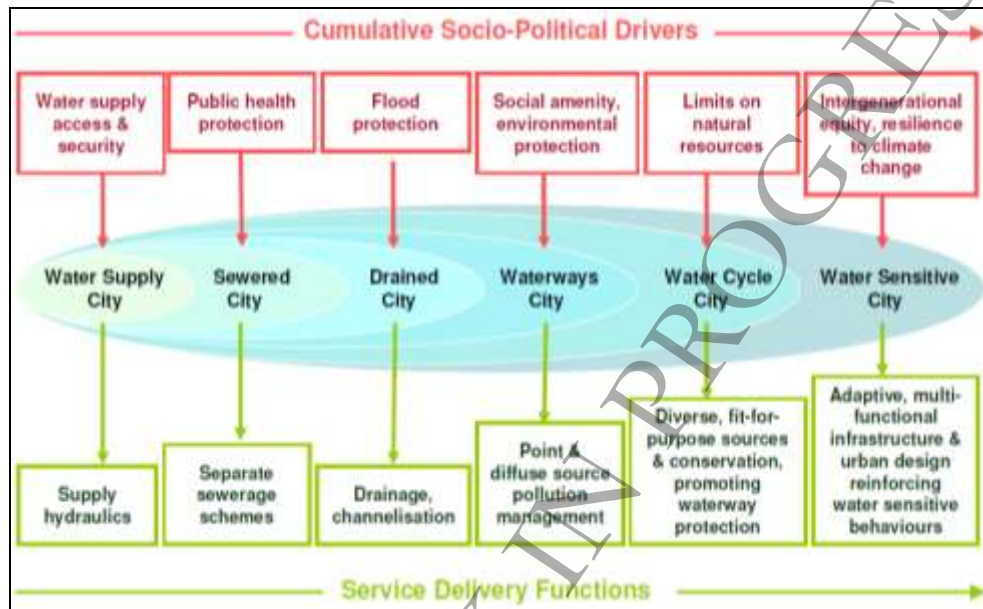 Cumulative Socio-Political Drivers
Water supply
access &
security
Public health
protection
Flood
protection
Social amenity,
environmental
protection
Limits on
natural
resources
Intergenerational
equity, resilience
to climate
change
Water Supply
City
Sewered
City
Drained
City
Waterways
City
Water Cycle
City
Water Sensitive
City
Supply
hydraulics
Separate
sewerage
schemes
Drainage,
channelisation
Point &
diffuse source
pollution
management
Diverse, fit-for-
purpose sources
& conservation,
promoting
waterway
protection
Adaptive, multi-
functional
infrastructure &
urban design
reinforcing
water sensitive
behaviours
Service Delivery Functions
IN PROGRES